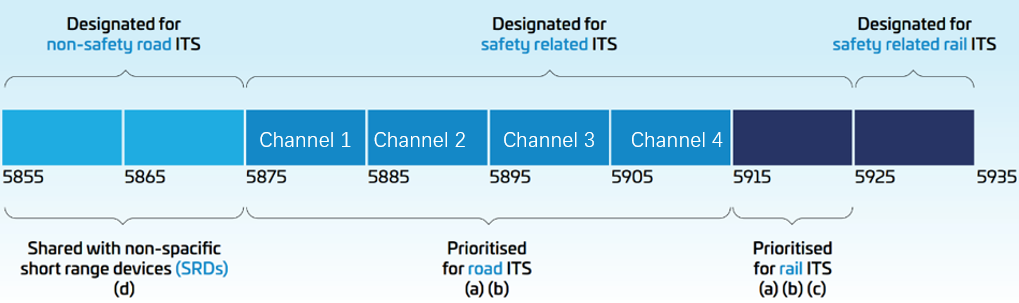 Designated for
non-safety road ITS
Designated for
safety related ITS
Designated for
safety related rail ITS
Channel 1
Channel 2
Channel 3
Channel 4
5855
5865
5875
5885
5895
5905
5915
5925
5935
Shared with non-spacific
short range devices (SRDs)
(d)
Prioritised
for road ITS
(a) (b)
Prioritised
for rail ITS
(a) (b) (c)